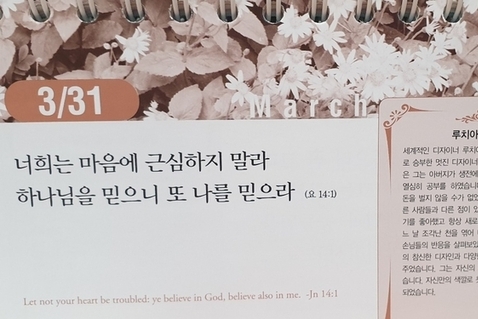 3/31
March
너희는 마음에 근심하지 말라
하나님을 믿으니 또 나를 믿으라 (요 14:1)
Let not your heart be troubled: ye believe in God, believe also in me. -Jn 14:1
루치아
세계적인 디자이너 루치아
로 승부한 멋진 디자이너
은 그는 아버지가 생전에
열심히 공부를 하였습니
돈을 벌지 않을 수가 없었
른 사람들과 다른 점이 있
기를 좋아했고 항상 새로
느 날 조각난 천을 엮어
손님들의 반응을 살펴보았
의 참신한 디자인과 다양
주었습니다. 그는 자신의
습니다. 자신만의 색깔로
되었습니다.